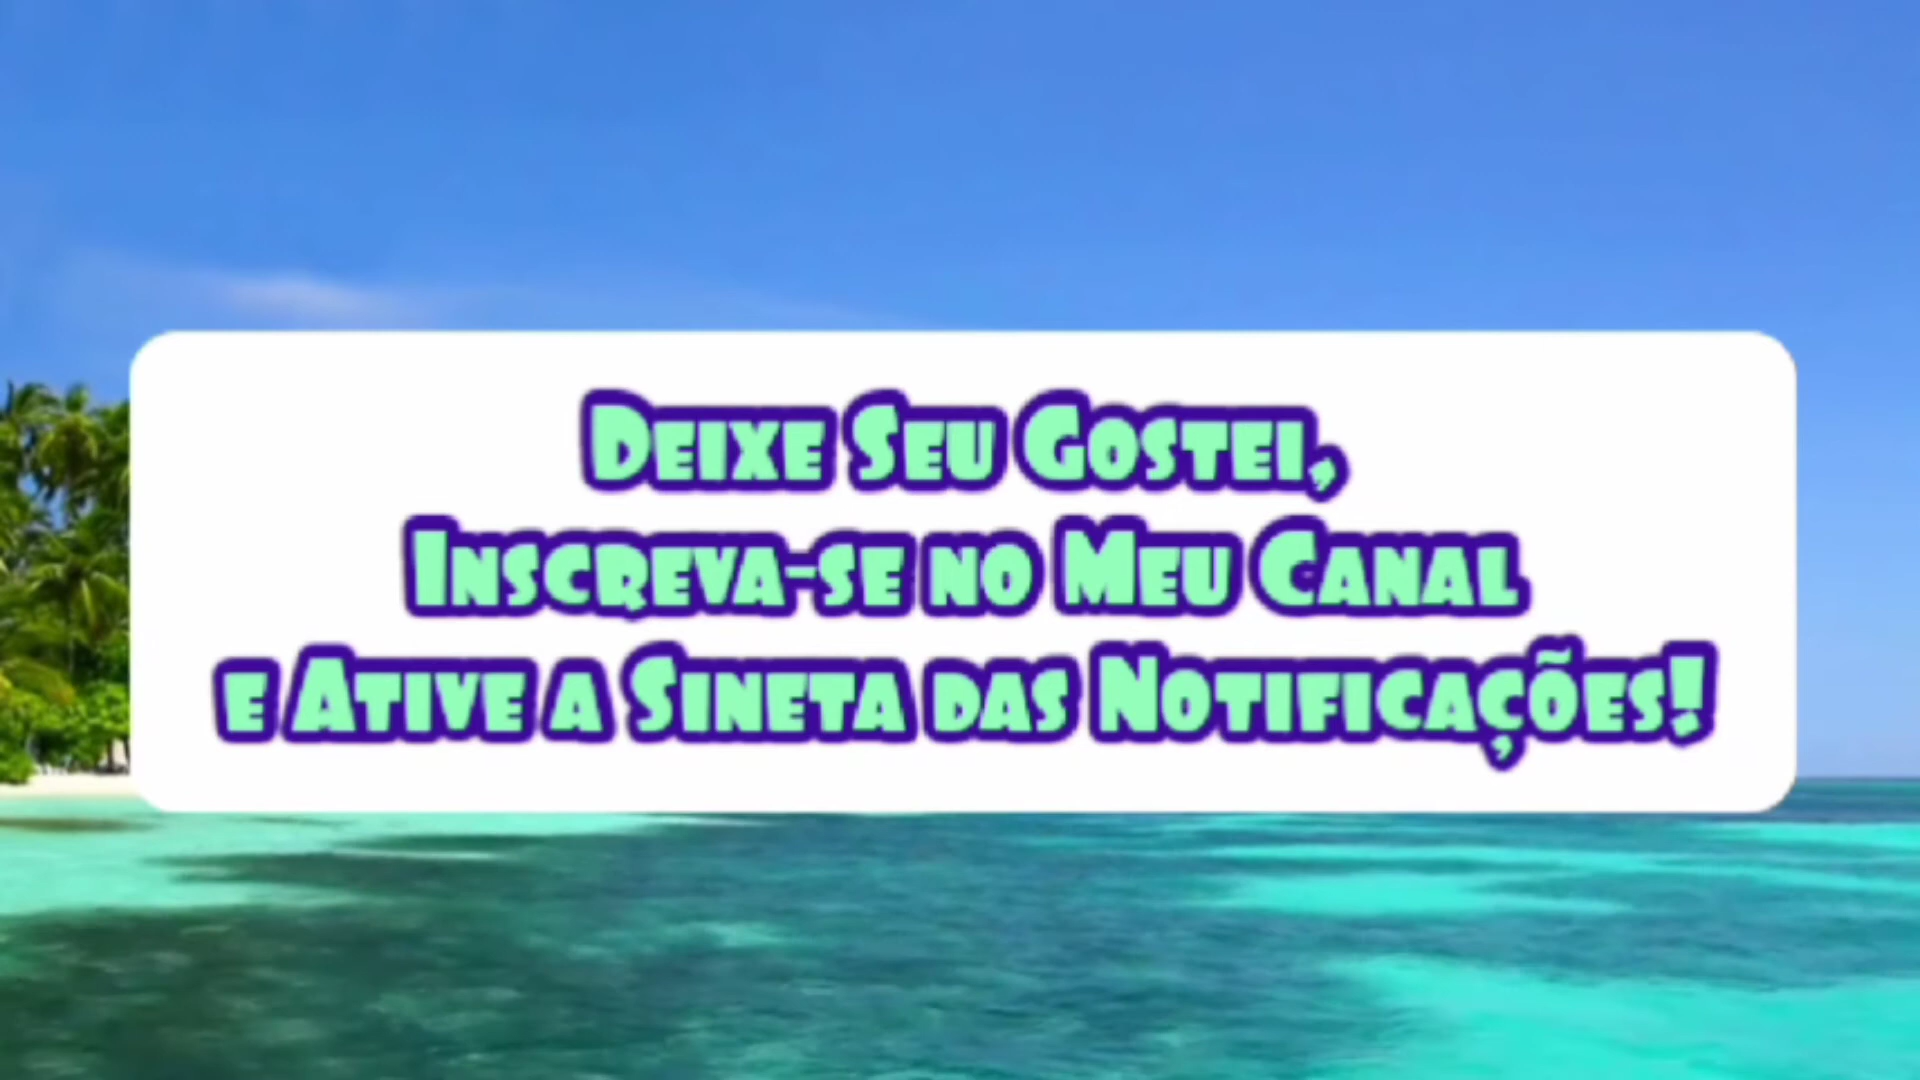 Deixe Seu Gostei,
Inscreva-se no Meu Canal
e Ative a Sineta das Notificações!